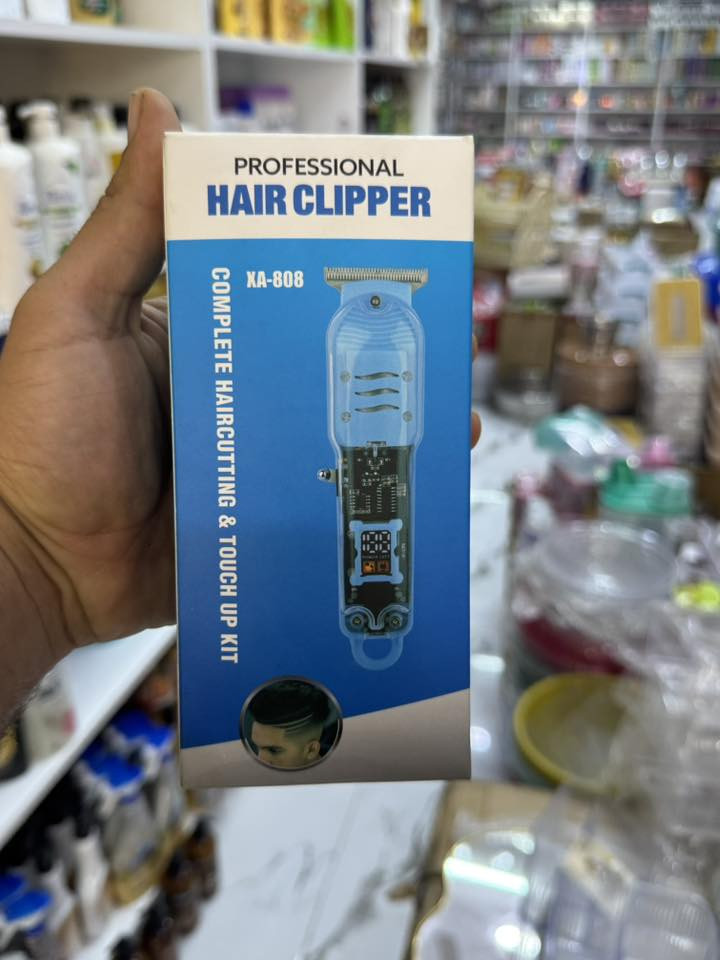 PROFESSIONAL
HAIR CLIPPER
XA-808
COMPLETE HAIRCUTTING & TOUCH UP KIT